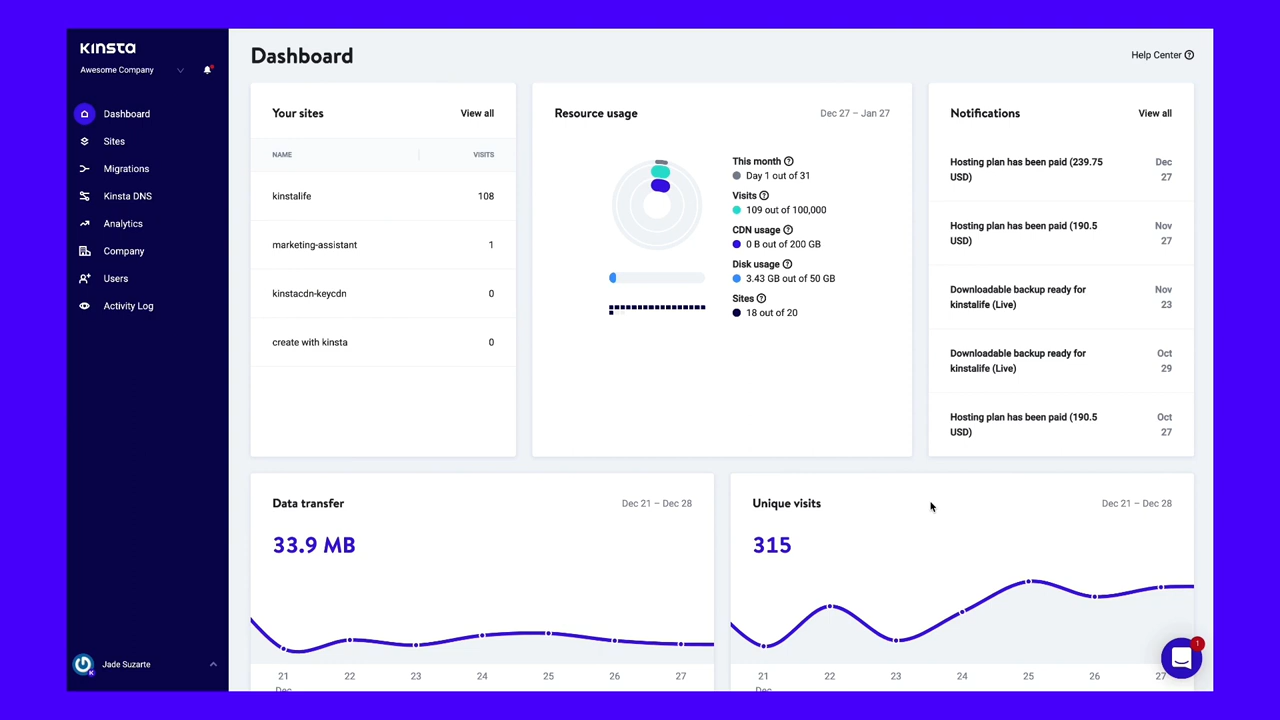 Kinsta
Awesome Company
Dashboard
Sites
Migrations
Kinsta DNS
Analytics
Company
Users
Activity Log
Jade Suzarte
Dashboard
Help Center
Your sites View all
NAME VISITS
kinstalife 108
marketing-assistant 1
kinstacdn-keycdn 0
create with kinsta 0
Resource usage Dec 27 – Jan 27
This month
Day 1 out of 31
Visits
109 out of 100,000
CDN usage
0 B out of 200 GB
Disk usage
3.43 GB out of 50 GB
Sites
18 out of 20
Notifications View all
Hosting plan has been paid (239.75 Dec
USD) 27
Hosting plan has been paid (190.5 Nov
USD) 27
Downloadable backup ready for Nov
kinstalife (Live) 23
Downloadable backup ready for Oct
kinstalife (Live) 29
Hosting plan has been paid (190.5 Oct
USD) 27
Data transfer Dec 21 – Dec 28
33.9 MB
21 22 23 24 25 26 27
Dec
Unique visits Dec 21 – Dec 28
315
21 22 23 24 25 26 27
Dec
1